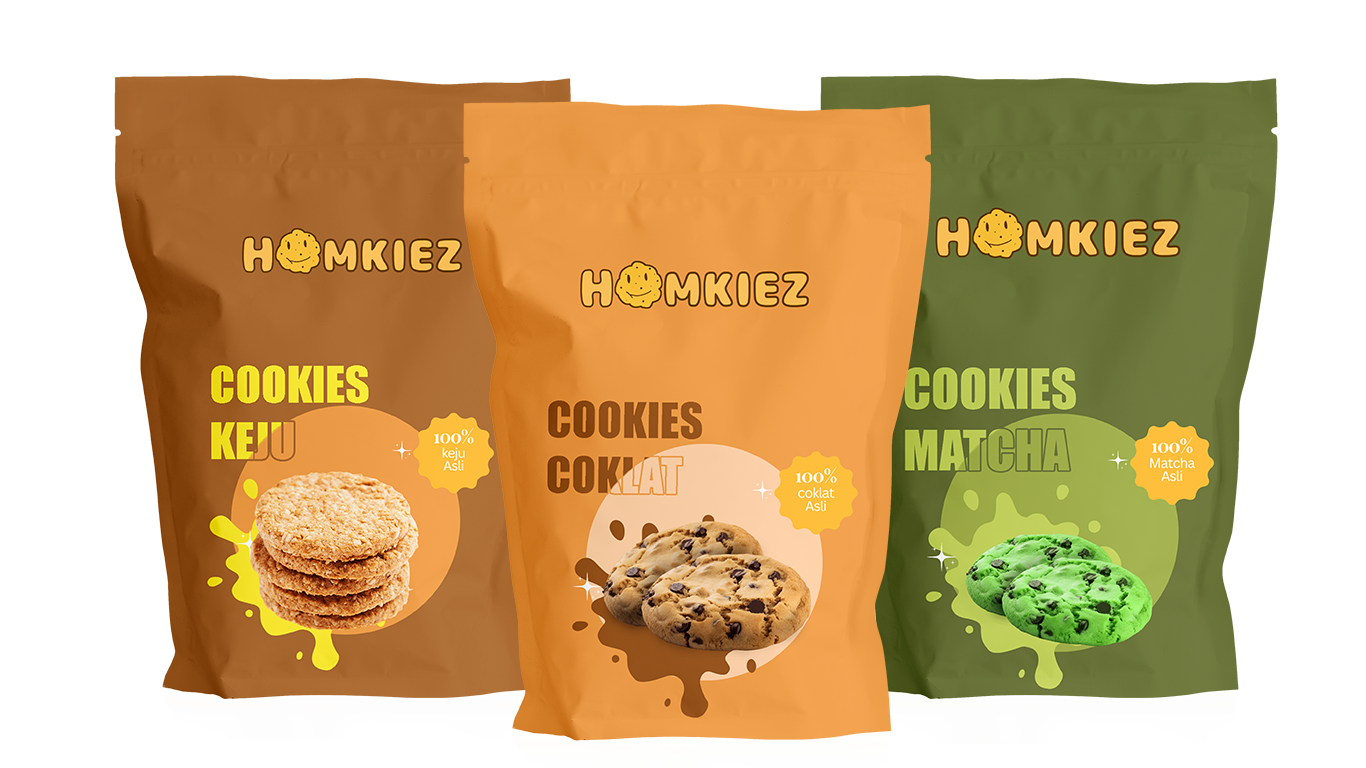 HOMKIEZ
COOKIES
KEJU
100%
keju
Asli
HOMKIEZ
COOKIES
COKLAT
100%
coklat
Asli
HOMKIEZ
COOKIES
MATCHA
100%
Matcha
Asli